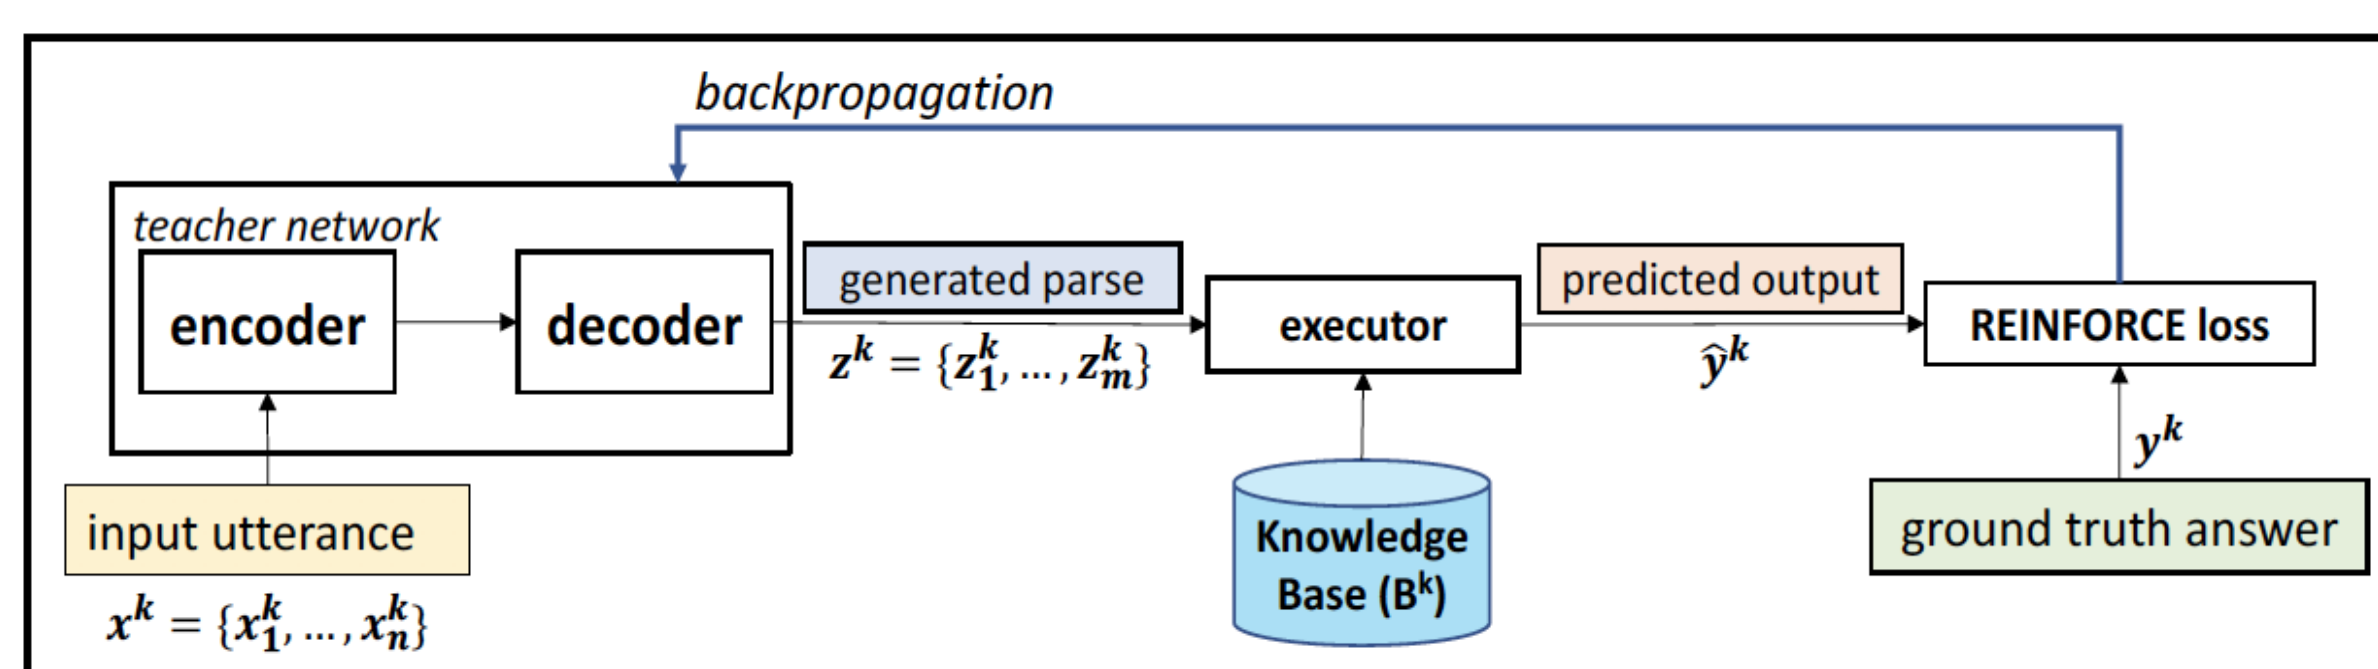 backpropagation
teacher network
encoder
decoder
generated parse
z^k = {z_1^k, ..., z_m^k}
executor
predicted output
ŷ^k
REINFORCE loss
y^k
input utterance
x^k = {x_1^k, ..., x_n^k}
Knowledge
Base (B^k)
ground truth answer